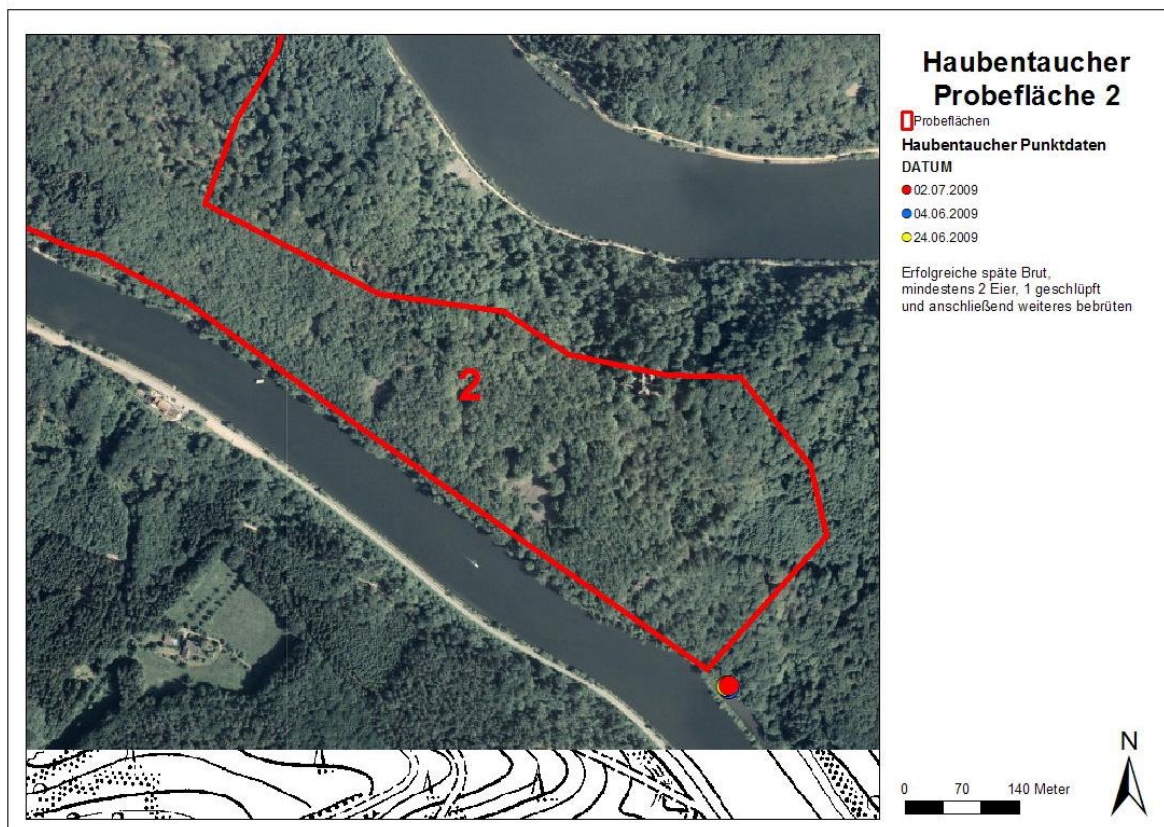 Haubentaucher
Probefläche 2
Probeflächen
Haubentaucher Punktdaten
DATUM
02.07.2009
04.06.2009
24.06.2009
Erfolgreiche späte Brut,
mindestens 2 Eier, 1 geschlüpft
und anschließend weiteres bebrüten
2
N
0 70 140 Meter